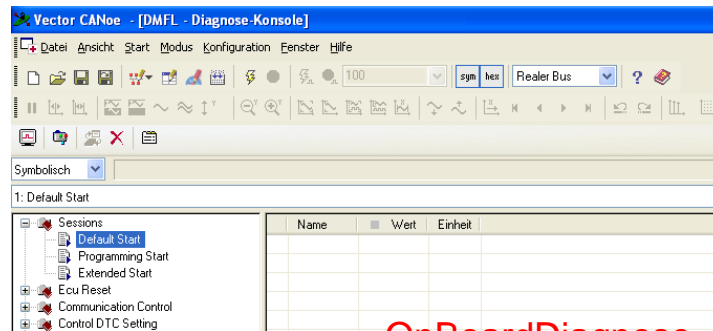 Vector CANoe - [DMFL - Diagnose-Konsole]
Datei Ansicht Start Modus Konfiguration Fenster Hilfe
100 sym hex Realer Bus
Symbolisch
1: Default Start
Sessions Name Wert Einheit
Default Start
Programming Start
Extended Start
Ecu Reset
Communication Control
Control DTC Setting
OnBoardDiagnose